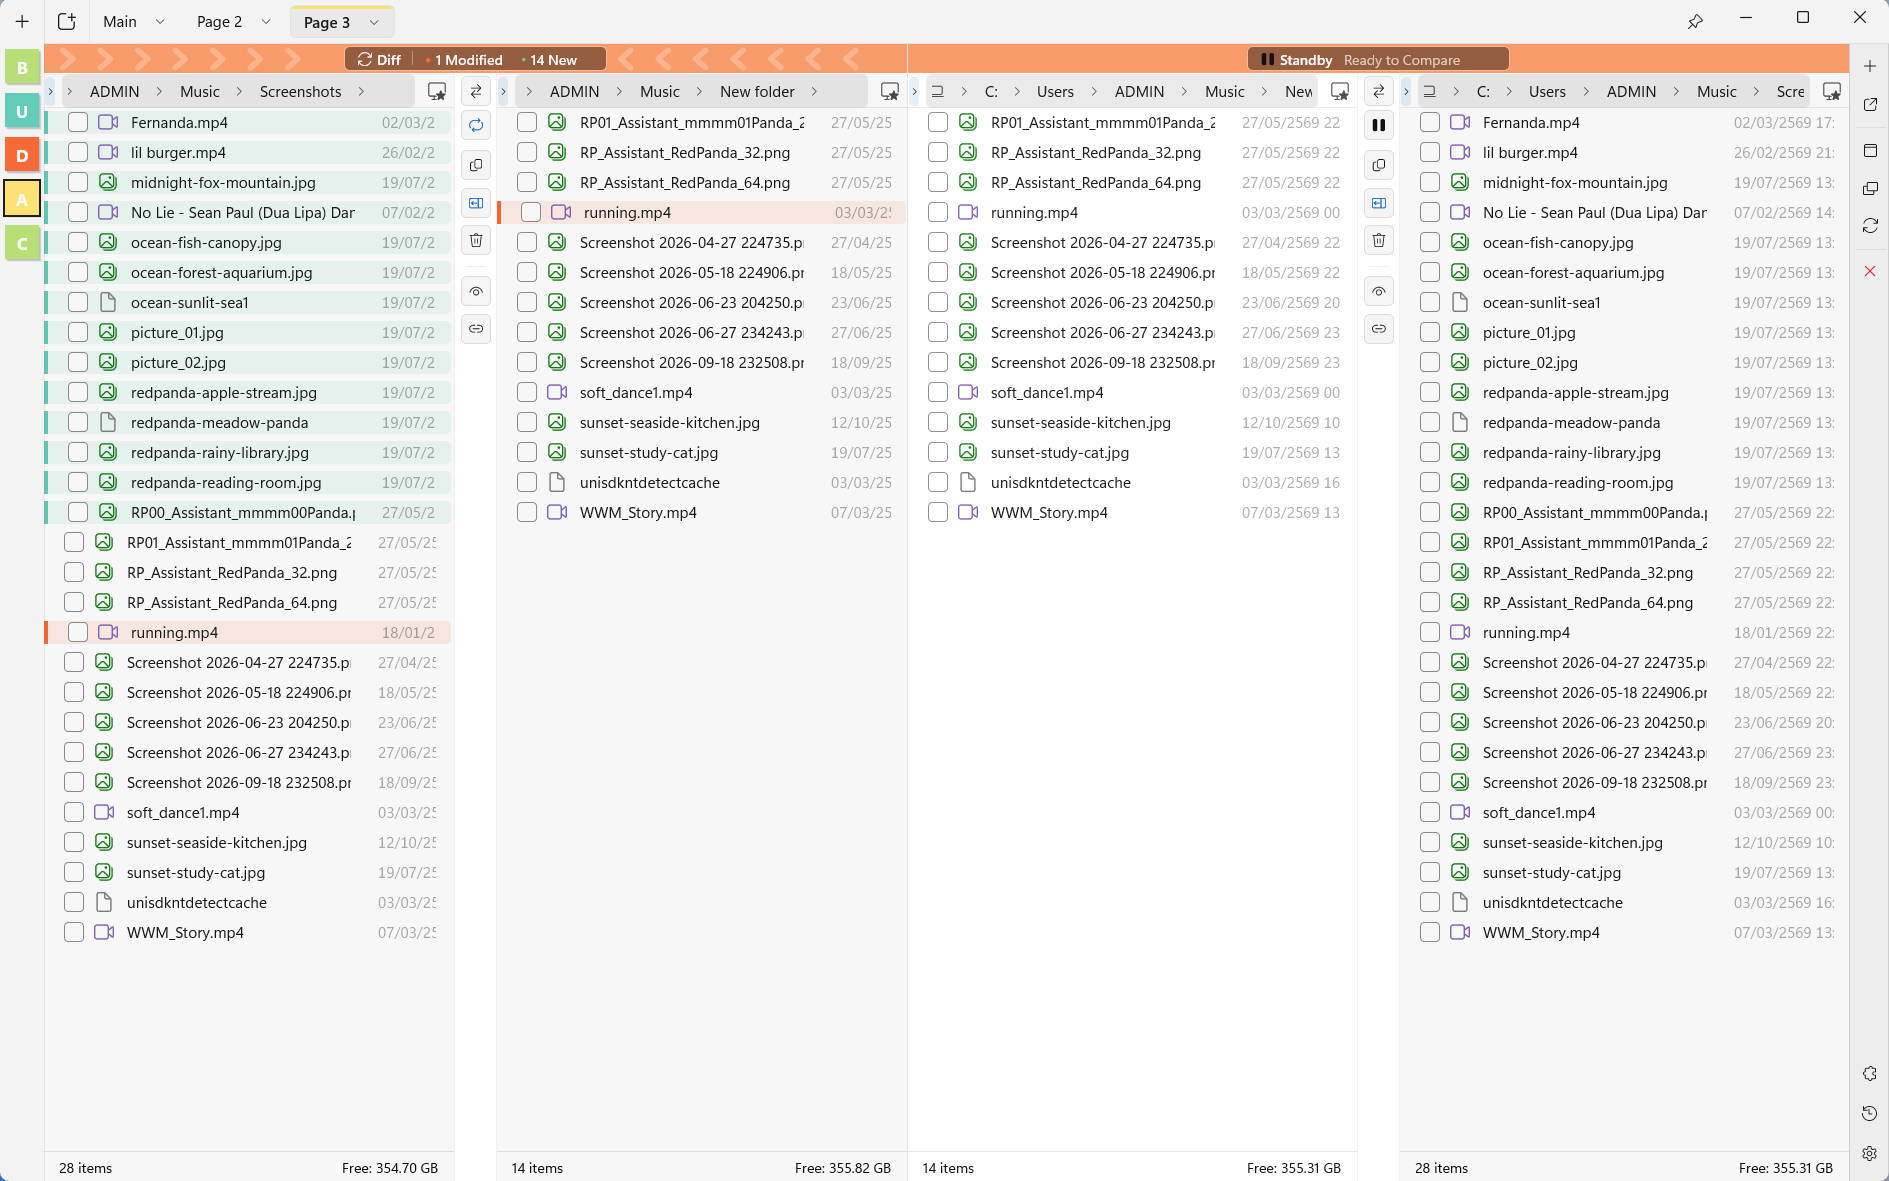 Main
Page 2
Page 3
B
U
D
A
C
Diff • 1 Modified • 14 New
Standby Ready to Compare
ADMIN > Music > Screenshots >
Fernanda.mp4 02/03/2
lil burger.mp4 26/02/2
midnight-fox-mountain.jpg 19/07/2
No Lie - Sean Paul (Dua Lipa) Dar 07/02/2
ocean-fish-canopy.jpg 19/07/2
ocean-forest-aquarium.jpg 19/07/2
ocean-sunlit-sea1 19/07/2
picture_01.jpg 19/07/2
picture_02.jpg 19/07/2
redpanda-apple-stream.jpg 19/07/2
redpanda-meadow-panda 19/07/2
redpanda-rainy-library.jpg 19/07/2
redpanda-reading-room.jpg 19/07/2
RP00_Assistant_mmmm00Panda.p 27/05/2
RP01_Assistant_mmmm01Panda_2 27/05/25
RP_Assistant_RedPanda_32.png 27/05/25
RP_Assistant_RedPanda_64.png 27/05/25
running.mp4 18/01/2
Screenshot 2026-04-27 224735.p 27/04/25
Screenshot 2026-05-18 224906.pr 18/05/25
Screenshot 2026-06-23 204250.p 23/06/25
Screenshot 2026-06-27 234243.p 27/06/25
Screenshot 2026-09-18 232508.pr 18/09/25
soft_dance1.mp4 03/03/25
sunset-seaside-kitchen.jpg 12/10/25
sunset-study-cat.jpg 19/07/25
unisdkntdetectcache 03/03/25
WWM_Story.mp4 07/03/25
28 items Free: 354.70 GB
ADMIN > Music > New folder >
RP01_Assistant_mmmm01Panda_2 27/05/25
RP_Assistant_RedPanda_32.png 27/05/25
RP_Assistant_RedPanda_64.png 27/05/25
running.mp4 03/03/25
Screenshot 2026-04-27 224735.p 27/04/25
Screenshot 2026-05-18 224906.pr 18/05/25
Screenshot 2026-06-23 204250.p 23/06/25
Screenshot 2026-06-27 234243.p 27/06/25
Screenshot 2026-09-18 232508.pr 18/09/25
soft_dance1.mp4 03/03/25
sunset-seaside-kitchen.jpg 12/10/25
sunset-study-cat.jpg 19/07/25
unisdkntdetectcache 03/03/25
WWM_Story.mp4 07/03/25
14 items Free: 355.82 GB
C: > Users > ADMIN > Music > New
RP01_Assistant_mmmm01Panda_2 27/05/2569 22
RP_Assistant_RedPanda_32.png 27/05/2569 22
RP_Assistant_RedPanda_64.png 27/05/2569 22
running.mp4 03/03/2569 00
Screenshot 2026-04-27 224735.p 27/04/2569 22
Screenshot 2026-05-18 224906.pr 18/05/2569 22
Screenshot 2026-06-23 204250.p 23/06/2569 20
Screenshot 2026-06-27 234243.p 27/06/2569 23
Screenshot 2026-09-18 232508.pr 18/09/2569 23
soft_dance1.mp4 03/03/2569 00
sunset-seaside-kitchen.jpg 12/10/2569 10
sunset-study-cat.jpg 19/07/2569 13
unisdkntdetectcache 03/03/2569 16
WWM_Story.mp4 07/03/2569 13
14 items Free: 355.31 GB
C: > Users > ADMIN > Music > Scre
Fernanda.mp4 02/03/2569 17:
lil burger.mp4 26/02/2569 21:
midnight-fox-mountain.jpg 19/07/2569 13:
No Lie - Sean Paul (Dua Lipa) Dar 07/02/2569 14:
ocean-fish-canopy.jpg 19/07/2569 13:
ocean-forest-aquarium.jpg 19/07/2569 13:
ocean-sunlit-sea1 19/07/2569 13:
picture_01.jpg 19/07/2569 13:
picture_02.jpg 19/07/2569 13:
redpanda-apple-stream.jpg 19/07/2569 13:
redpanda-meadow-panda 19/07/2569 13:
redpanda-rainy-library.jpg 19/07/2569 13:
redpanda-reading-room.jpg 19/07/2569 13:
RP00_Assistant_mmmm00Panda.p 27/05/2569 22:
RP01_Assistant_mmmm01Panda_2 27/05/2569 22:
RP_Assistant_RedPanda_32.png 27/05/2569 22:
RP_Assistant_RedPanda_64.png 27/05/2569 22:
running.mp4 18/01/2569 22:
Screenshot 2026-04-27 224735.p 27/04/2569 22:
Screenshot 2026-05-18 224906.pr 18/05/2569 22:
Screenshot 2026-06-23 204250.p 23/06/2569 20:
Screenshot 2026-06-27 234243.p 27/06/2569 23:
Screenshot 2026-09-18 232508.pr 18/09/2569 23:
soft_dance1.mp4 03/03/2569 00:
sunset-seaside-kitchen.jpg 12/10/2569 10:
sunset-study-cat.jpg 19/07/2569 13:
unisdkntdetectcache 03/03/2569 16:
WWM_Story.mp4 07/03/2569 13:
28 items Free: 355.31 GB